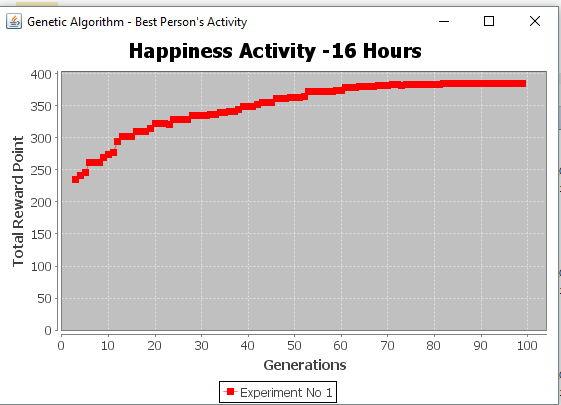 Genetic Algorithm - Best Person's Activity
Happiness Activity -16 Hours
Total Reward Point
400
350
300
250
200
150
100
50
0
0 10 20 30 40 50 60 70 80 90 100
Generations
Experiment No 1